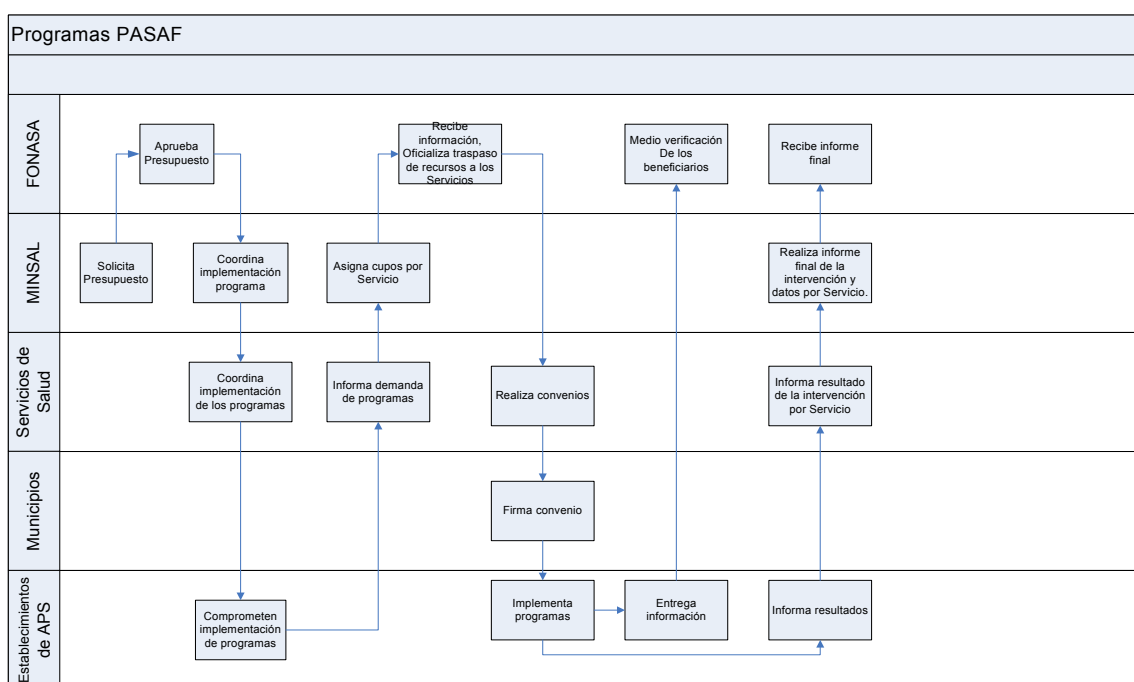 Programas PASAF
FONASA
Aprueba
Presupuesto
Recibe
información,
Oficializa traspaso
de recursos a los
Servicios
Medio verificación
De los
beneficiarios
Recibe informe
final
MINSAL
Solicita
Presupuesto
Coordina
implementación
programa
Asigna cupos por
Servicio
Realiza informe
final de la
intervención y
datos por Servicio.
Servicios de
Salud
Coordina
implementación
de los programas
Informa demanda
de programas
Realiza convenios
Informa resultado
de la intervención
por Servicio
Municipios
Firma convenio
Establecimientos
de APS
Comprometen
implementación
de programas
Implementa
programas
Entrega
información
Informa resultados